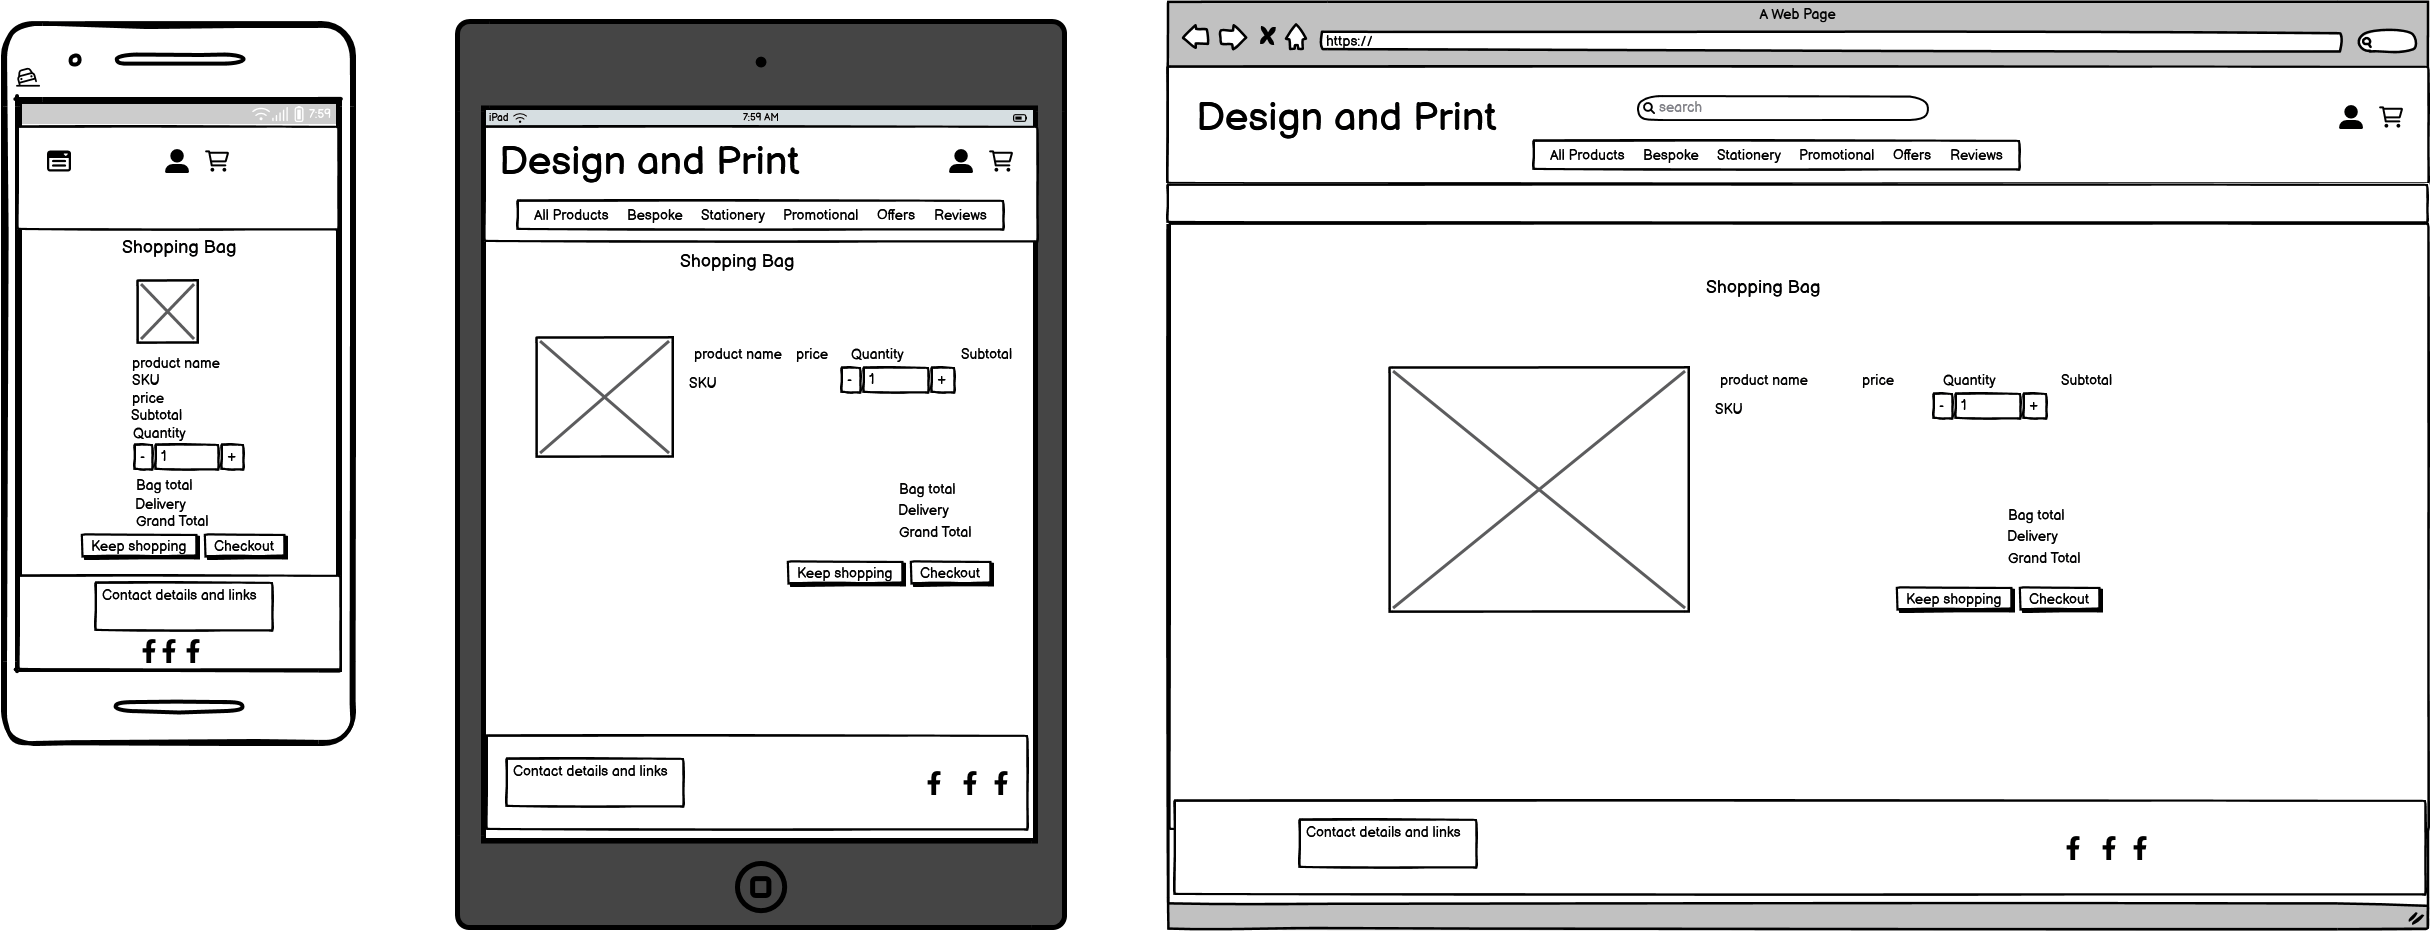 7:59
Shopping Bag
product name
SKU
price
Subtotal
Quantity
- 1 +
Bag total
Delivery
Grand Total
Keep shopping Checkout
Contact details and links
iPad 7:59 AM
Design and Print
All Products Bespoke Stationery Promotional Offers Reviews
Shopping Bag
product name price Quantity Subtotal
SKU - 1 +
Bag total
Delivery
Grand Total
Keep shopping Checkout
Contact details and links
A Web Page
https://
Design and Print
search
All Products Bespoke Stationery Promotional Offers Reviews
Shopping Bag
product name price Quantity Subtotal
SKU - 1 +
Bag total
Delivery
Grand Total
Keep shopping Checkout
Contact details and links